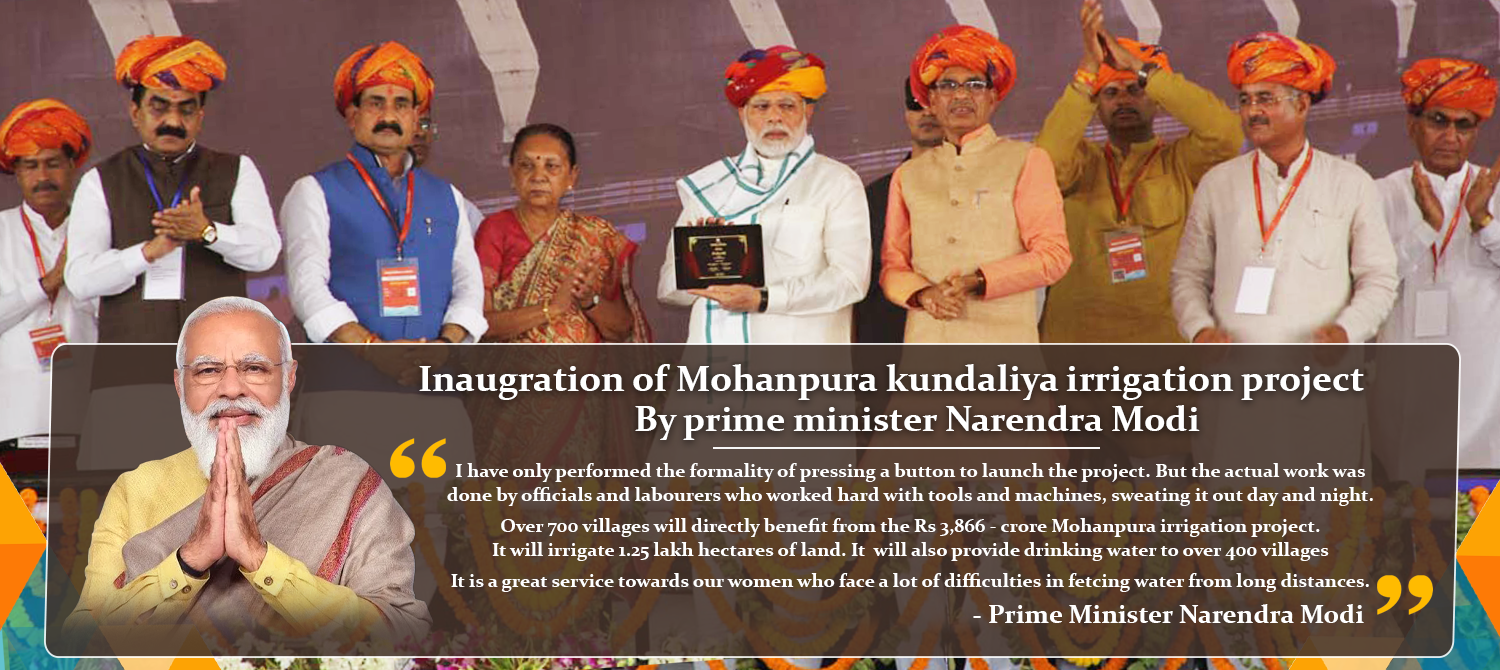 Inaugration of Mohanpura kundaliya irrigation project
By prime minister Narendra Modi
“ I have only performed the formality of pressing a button to launch the project. But the actual work was
done by officials and labourers who worked hard with tools and machines, sweating it out day and night.
Over 700 villages will directly benefit from the Rs 3,866 - crore Mohanpura irrigation project.
It will irrigate 1.25 lakh hectares of land. It will also provide drinking water to over 400 villages
It is a great service towards our women who face a lot of difficulties in fetcing water from long distances. ”
- Prime Minister Narendra Modi